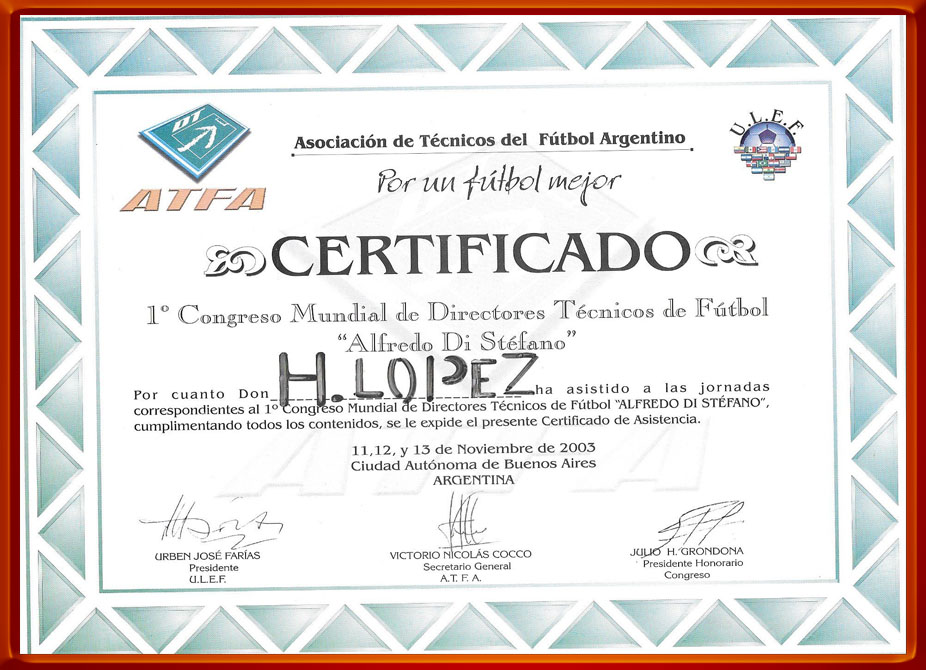 DT
ATFA
Asociación de Técnicos del Fútbol Argentino
U.L.E.F.
Por un fútbol mejor
CERTIFICADO
1º Congreso Mundial de Directores Técnicos de Fútbol
“Alfredo Di Stéfano”
Por cuanto Don H. LOPEZ ha asistido a las jornadas
correspondientes al 1º Congreso Mundial de Directores Técnicos de Fútbol "ALFREDO DI STÉFANO",
cumplimentando todos los contenidos, se le expide el presente Certificado de Asistencia.
11,12, y 13 de Noviembre de 2003
Ciudad Autónoma de Buenos Aires
ARGENTINA
URBEN JOSÉ FARÍAS
Presidente
U.L.E.F.
VICTORIO NICOLÁS COCCO
Secretario General
A.T.F.A.
JULIO H. GRONDONA
Presidente Honorario
Congreso